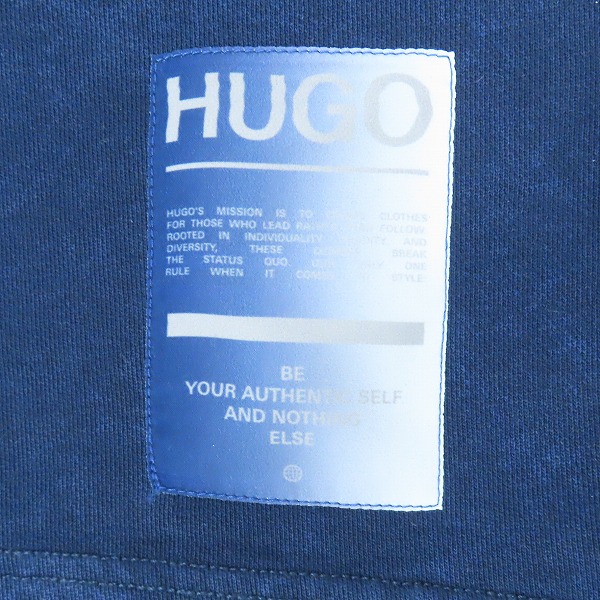 HUGO
HUGO'S MISSION IS TO CLOTHES
FOR THOSE WHO LEAD FOLLOW.
ROOTED IN INDIVIDUALITY AND
DIVERSITY, THESE BREAK
THE STATUS QUO. ONE
RULE WHEN IT STYLE:
BE
YOUR AUTHENTIC SELF
AND NOTHING
ELSE